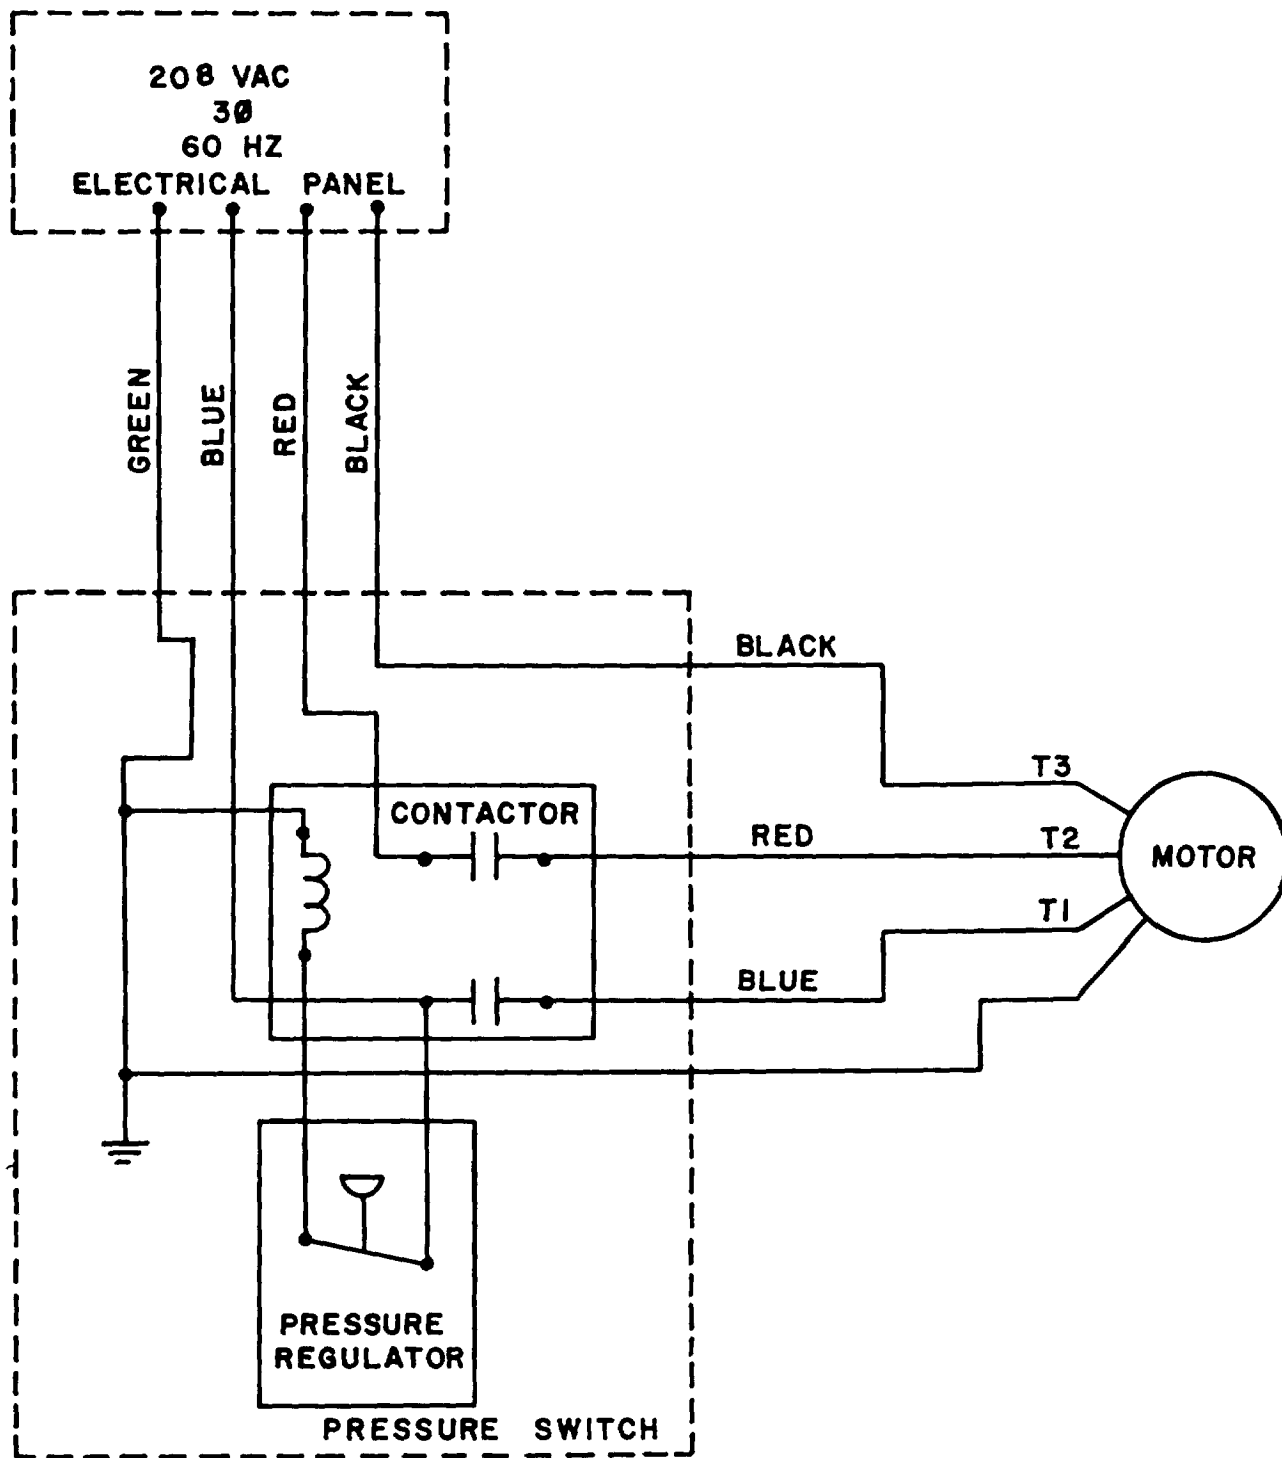 208 VAC
3Ø
60 HZ
ELECTRICAL PANEL
GREEN
BLUE
RED
BLACK
BLACK
T3
CONTACTOR
RED
T2
MOTOR
T1
BLUE
PRESSURE
REGULATOR
PRESSURE SWITCH